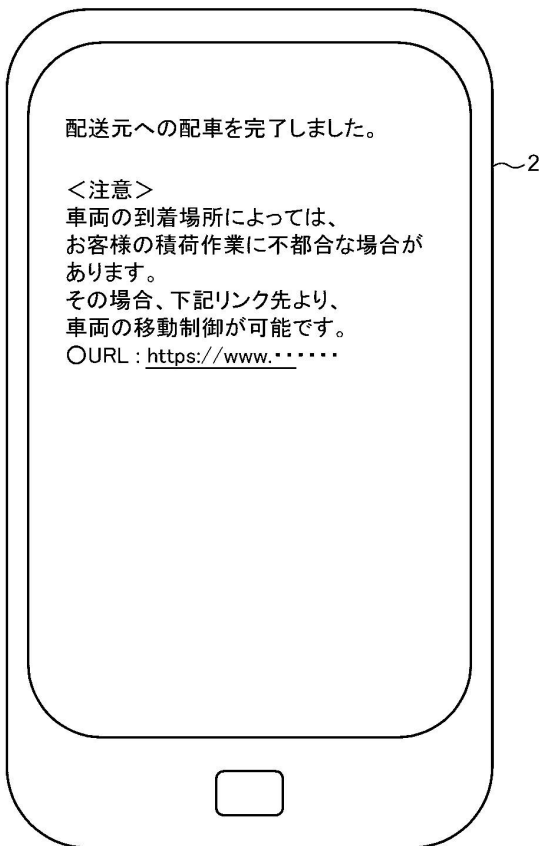 配送元への配車を完了しました。
＜注意＞
車両の到着場所によっては、
お客様の積荷作業に不都合な場合が
あります。
その場合、下記リンク先より、
車両の移動制御が可能です。
○URL：https://www.・・・・・・
2